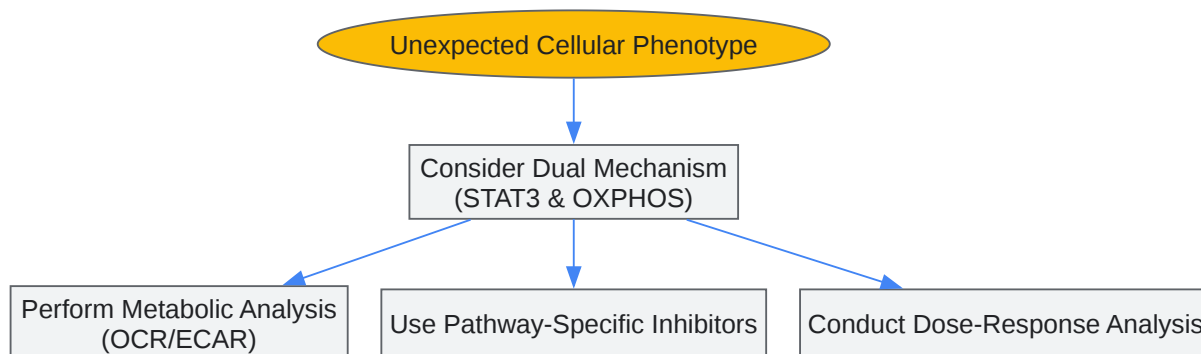 Unexpected Cellular Phenotype
Consider Dual Mechanism
(STAT3 & OXPHOS)
Perform Metabolic Analysis
(OCR/ECAR)
Use Pathway-Specific Inhibitors
Conduct Dose-Response Analysis